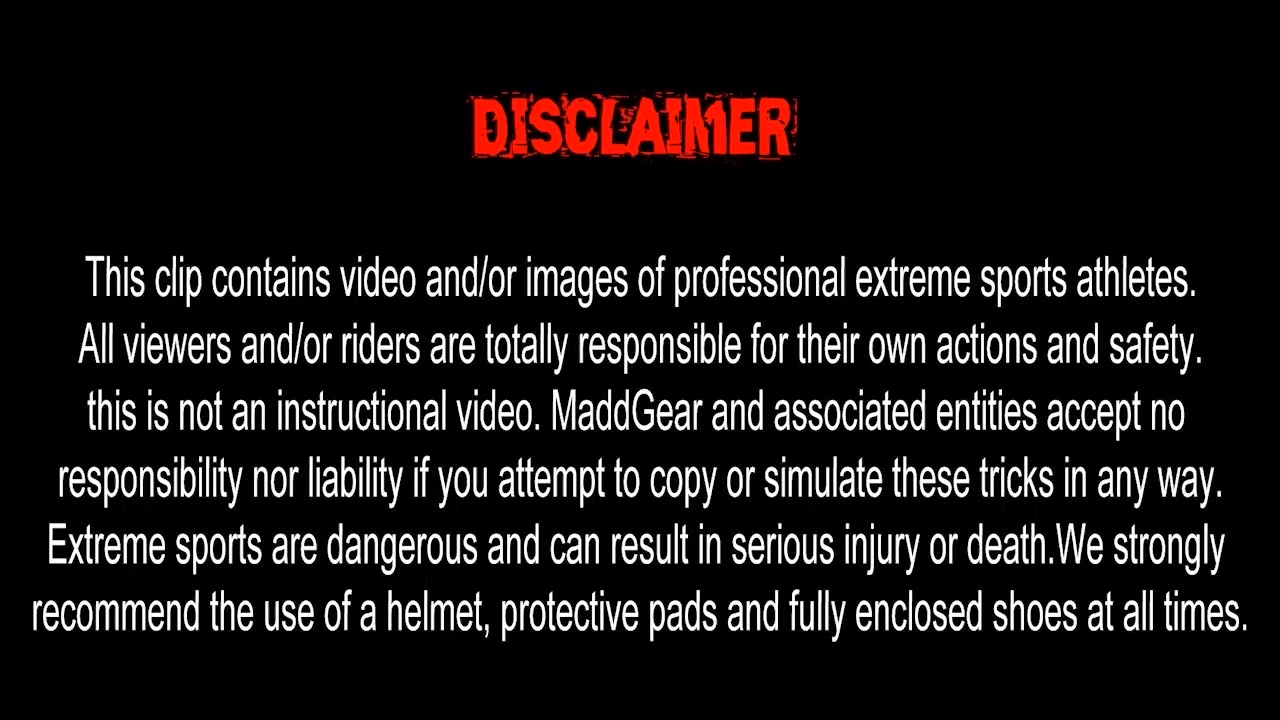 DISCLAIMER
This clip contains video and/or images of professional extreme sports athletes.
All viewers and/or riders are totally responsible for their own actions and safety.
this is not an instructional video. MaddGear and associated entities accept no
responsibility nor liability if you attempt to copy or simulate these tricks in any way.
Extreme sports are dangerous and can result in serious injury or death.We strongly
recommend the use of a helmet, protective pads and fully enclosed shoes at all times.